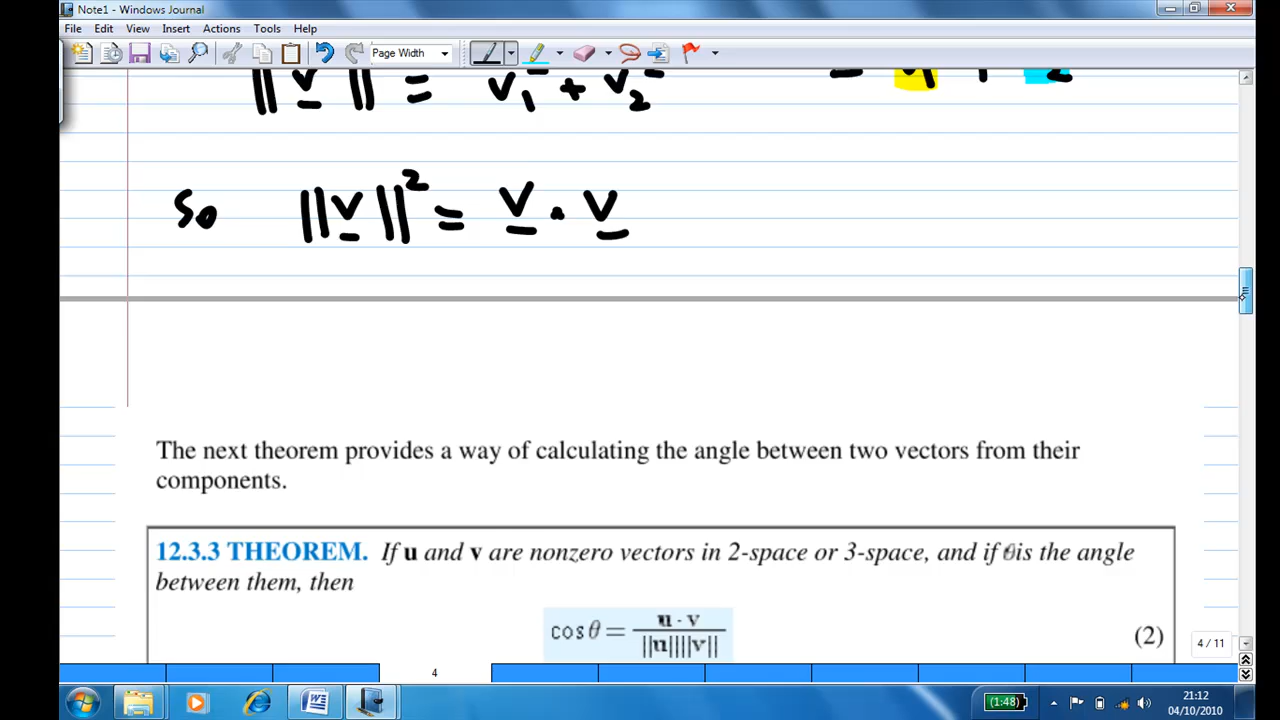 Note1 - Windows Journal
File Edit View Insert Actions Tools Help
Page Width
||v|| = v1 + v2
So ||v||² = v · v
The next theorem provides a way of calculating the angle between two vectors from their
components.
12.3.3 THEOREM. If u and v are nonzero vectors in 2-space or 3-space, and if θ is the angle
between them, then
cos θ = u · v / ||u||||v|| (2)
4 / 11
4
(1:48)
21:12
04/10/2010